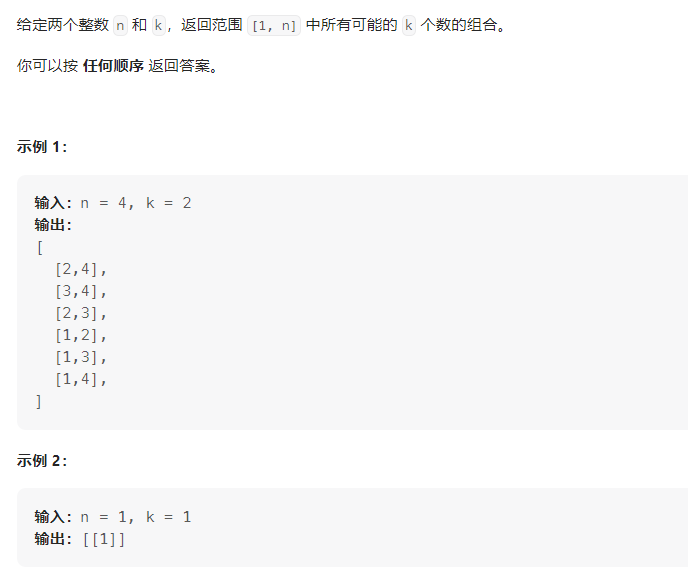 给定两个整数 n 和 k，返回范围 [1, n] 中所有可能的 k 个数的组合。
你可以按 任何顺序 返回答案。
示例 1：
输入：n = 4, k = 2
输出：
[
  [2,4],
  [3,4],
  [2,3],
  [1,2],
  [1,3],
  [1,4],
]
示例 2：
输入：n = 1, k = 1
输出：[[1]]